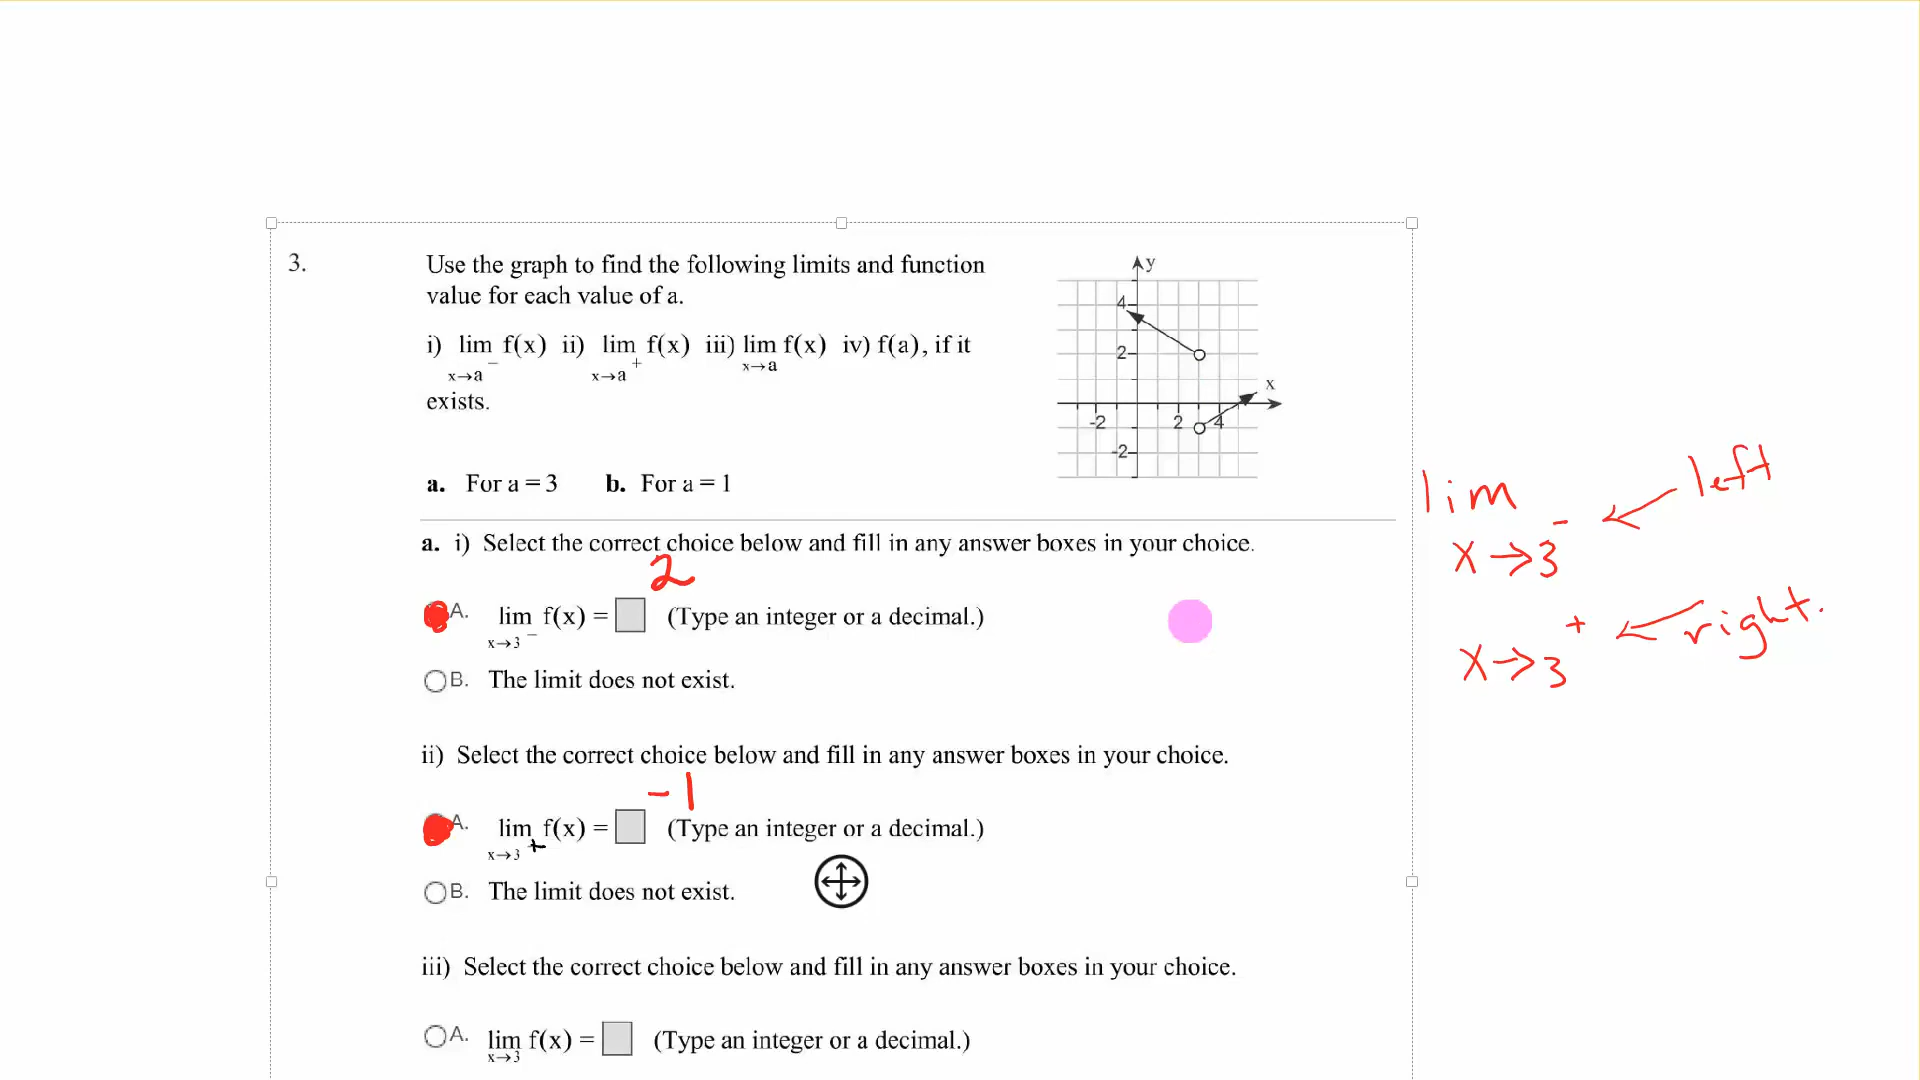 3.
Use the graph to find the following limits and function
value for each value of a.
i) lim f(x) ii) lim f(x) iii) lim f(x) iv) f(a), if it
x→a⁻ x→a⁺ x→a
exists.
a. For a = 3 b. For a = 1
y
4
2
x
-2 2 4
-2
lim
x→3⁻ ← left
x→3⁺ ← right.
a. i) Select the correct choice below and fill in any answer boxes in your choice.
2
A. lim f(x) = (Type an integer or a decimal.)
x→3⁻
B. The limit does not exist.
ii) Select the correct choice below and fill in any answer boxes in your choice.
-1
A. lim f(x) = (Type an integer or a decimal.)
x→3⁺
B. The limit does not exist.
iii) Select the correct choice below and fill in any answer boxes in your choice.
A. lim f(x) = (Type an integer or a decimal.)
x→3